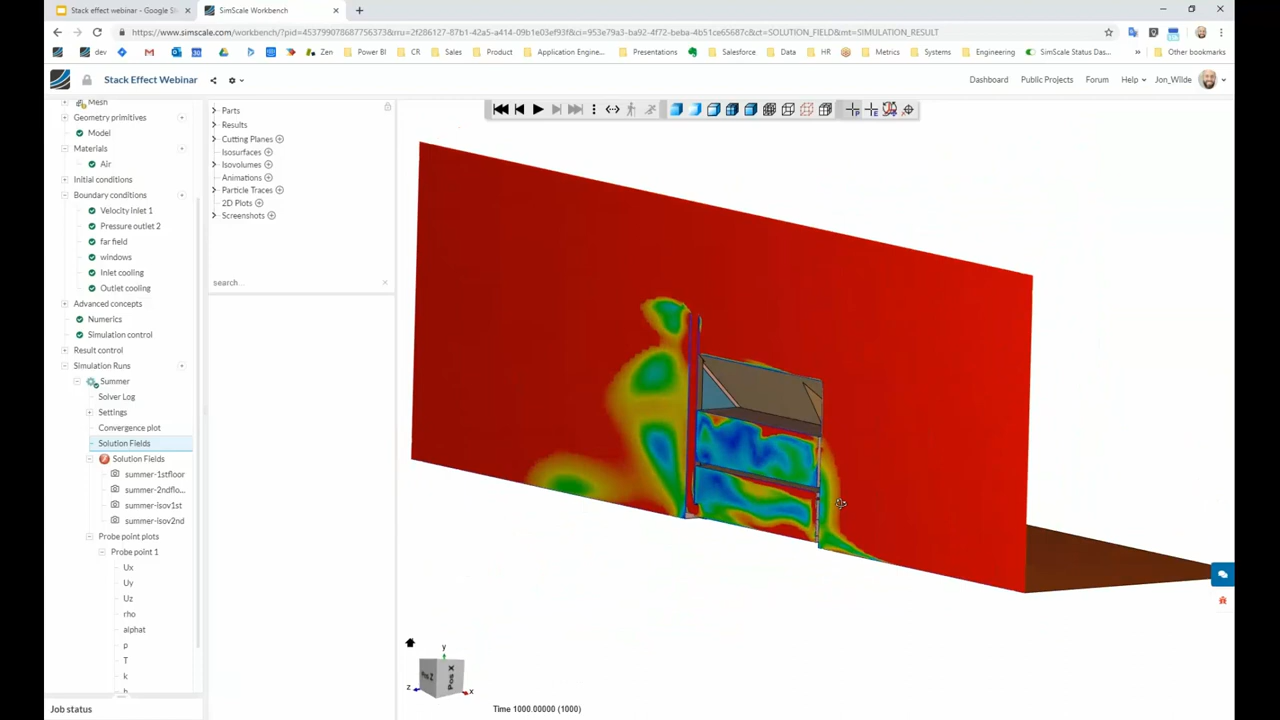 Stack effect webinar - Google S
SimScale Workbench
https://www.simscale.com/workbench/?pid=4537990786877563723&rru=2f286127-87b1-42a5-a414-09b1e03ef93f&ci=953e79a3-ba92-4f72-beba-4b51ce65687c&ct=SOLUTION_FIELD&mt=SIMULATION_RESULT
dev
Zen
Power BI
CR
Sales
Product
Application Engine...
Presentations
Salesforce
Data
HR
Metrics
Systems
Engineering
SimScale Status Das...
Other bookmarks
Stack Effect Webinar
Dashboard
Public Projects
Forum
Help
Jon_Wilde
Mesh
Geometry primitives
Model
Materials
Air
Initial conditions
Boundary conditions
Velocity inlet 1
Pressure outlet 2
far field
windows
Inlet cooling
Outlet cooling
Advanced concepts
Numerics
Simulation control
Result control
Simulation Runs
Summer
Solver Log
Settings
Convergence plot
Solution Fields
Solution Fields
summer-1stfloor
summer-2ndflo...
summer-isov1st
summer-isov2nd
Probe point plots
Probe point 1
Ux
Uy
Uz
rho
alphat
p
T
k
Job status
Parts
Results
Cutting Planes
Isosurfaces
Isovolumes
Animations
Particle Traces
2D Plots
Screenshots
search...
y
z
x
Pos Z
Pos X
Time 1000.00000 (1000)